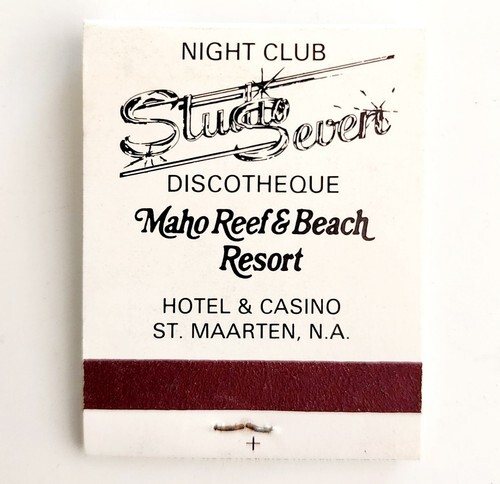 NIGHT CLUB
Studio
Seven
DISCOTHEQUE
Maho Reef & Beach
Resort
HOTEL & CASINO
ST. MAARTEN, N.A.